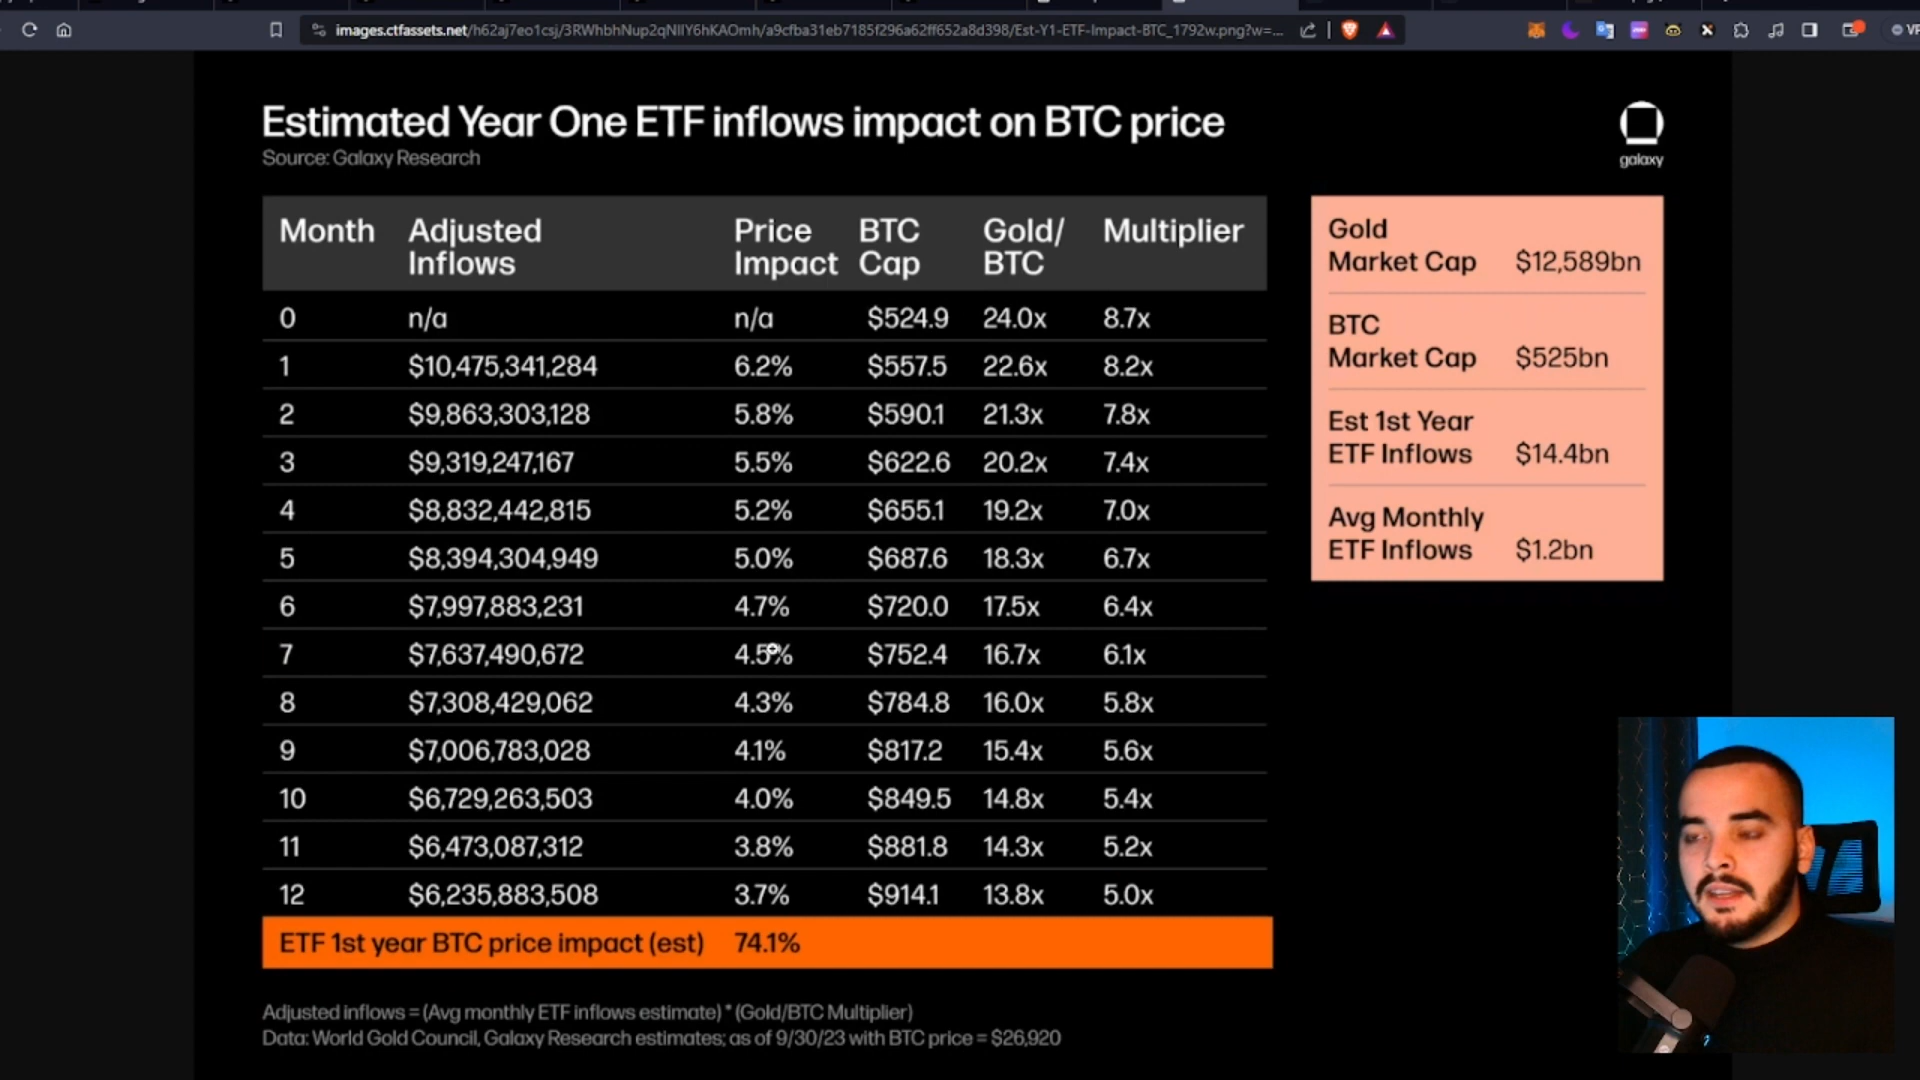 images.ctfassets.net/h62aj7eo1csj/3RWhbhNup2qNIIlY6hKAOmh/a9cfba31eb7185f296a62ff652a8d398/Est-Y1-ETF-Impact-BTC_1792w.png?w=...
Estimated Year One ETF inflows impact on BTC price
Source: Galaxy Research
galaxy
Month Adjusted Inflows Price Impact BTC Cap Gold/ BTC Multiplier
0 n/a n/a $524.9 24.0x 8.7x
1 $10,475,341,284 6.2% $557.5 22.6x 8.2x
2 $9,863,303,128 5.8% $590.1 21.3x 7.8x
3 $9,319,247,167 5.5% $622.6 20.2x 7.4x
4 $8,832,442,815 5.2% $655.1 19.2x 7.0x
5 $8,394,304,949 5.0% $687.6 18.3x 6.7x
6 $7,997,883,231 4.7% $720.0 17.5x 6.4x
7 $7,637,490,672 4.5% $752.4 16.7x 6.1x
8 $7,308,429,062 4.3% $784.8 16.0x 5.8x
9 $7,006,783,028 4.1% $817.2 15.4x 5.6x
10 $6,729,263,503 4.0% $849.5 14.8x 5.4x
11 $6,473,087,312 3.8% $881.8 14.3x 5.2x
12 $6,235,883,508 3.7% $914.1 13.8x 5.0x
ETF 1st year BTC price impact (est) 74.1%
Adjusted inflows = (Avg monthly ETF inflows estimate) * (Gold/BTC Multiplier)
Data: World Gold Council, Galaxy Research estimates; as of 9/30/23 with BTC price = $26,920
Gold
Market Cap $12,589bn
BTC
Market Cap $525bn
Est 1st Year
ETF Inflows $14.4bn
Avg Monthly
ETF Inflows $1.2bn